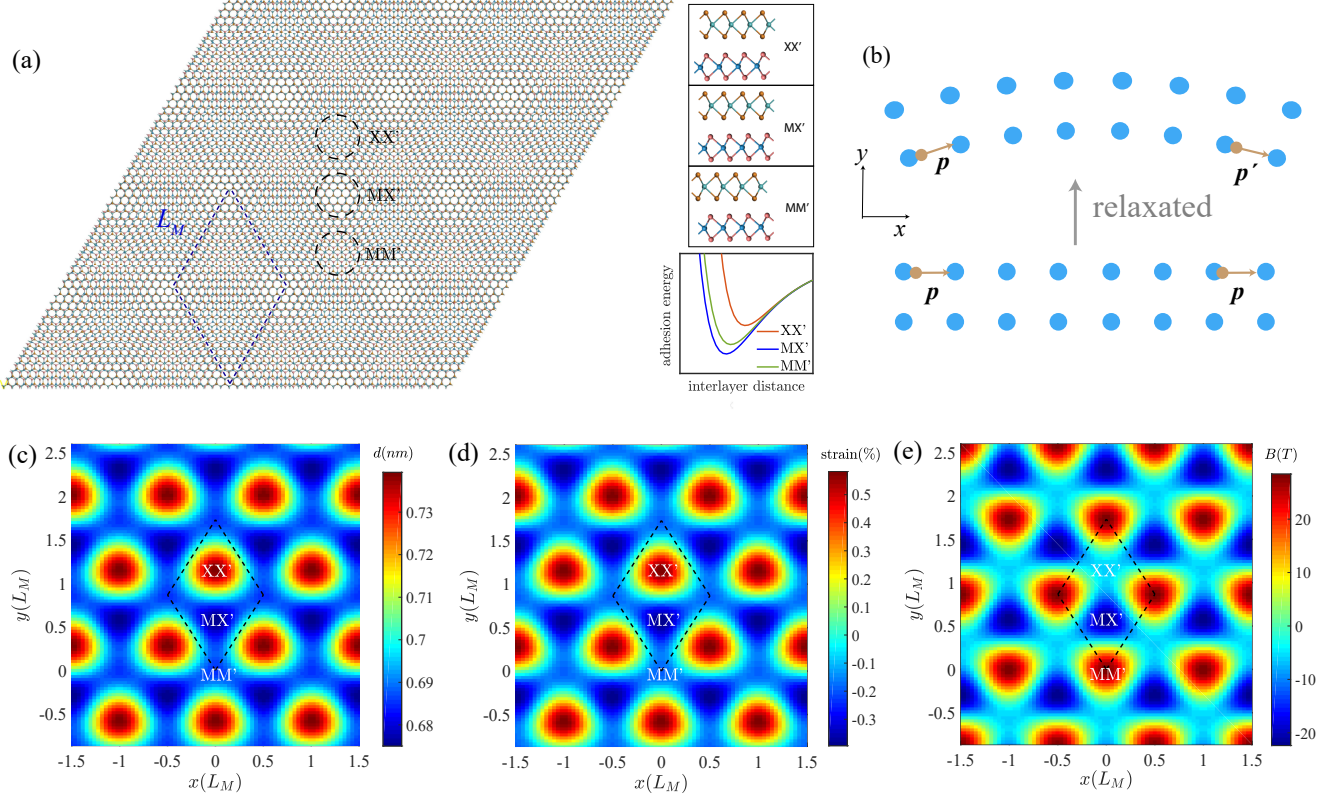 (a)
XX'
MX'
MM'
L_M
XX'
MX'
MM'
adhesion energy
XX'
MX'
MM'
interlayer distance
(b)
y
x
p
p′
relaxated
p
p
(c)
d(nm)
2.5
2
1.5
1
0.5
0
-0.5
y(L_M)
XX'
MX'
MM'
0.73
0.72
0.71
0.7
0.69
0.68
-1.5
-1
-0.5
0
0.5
1
1.5
x(L_M)
(d)
strain(%)
2.5
2
1.5
1
0.5
0
-0.5
y(L_M)
XX'
MX'
MM'
0.5
0.4
0.3
0.2
0.1
0
-0.1
-0.2
-0.3
-1.5
-1
-0.5
0
0.5
1
1.5
x(L_M)
(e)
B(T)
2.5
2
1.5
1
0.5
0
-0.5
y(L_M)
XX'
MX'
MM'
20
10
0
-10
-20
-1.5
-1
-0.5
0
0.5
1
1.5
x(L_M)